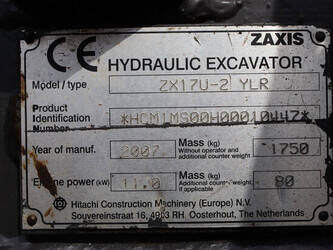 ZAXIS
CE HYDRAULIC EXCAVATOR
Model / type ZX17U-2 YLR
Product Identification Number *HCM1MS00H00010447*
Year of manuf. 2007 Mass (kg) Without operator and additional counter weight 1750
Engine power (kW) 11.0 Mass (kg) additional counter weight 80
Hitachi Construction Machinery (Europe) N.V.
Souvereinstraat 16, 4903 RH Oosterhout, The Netherlands